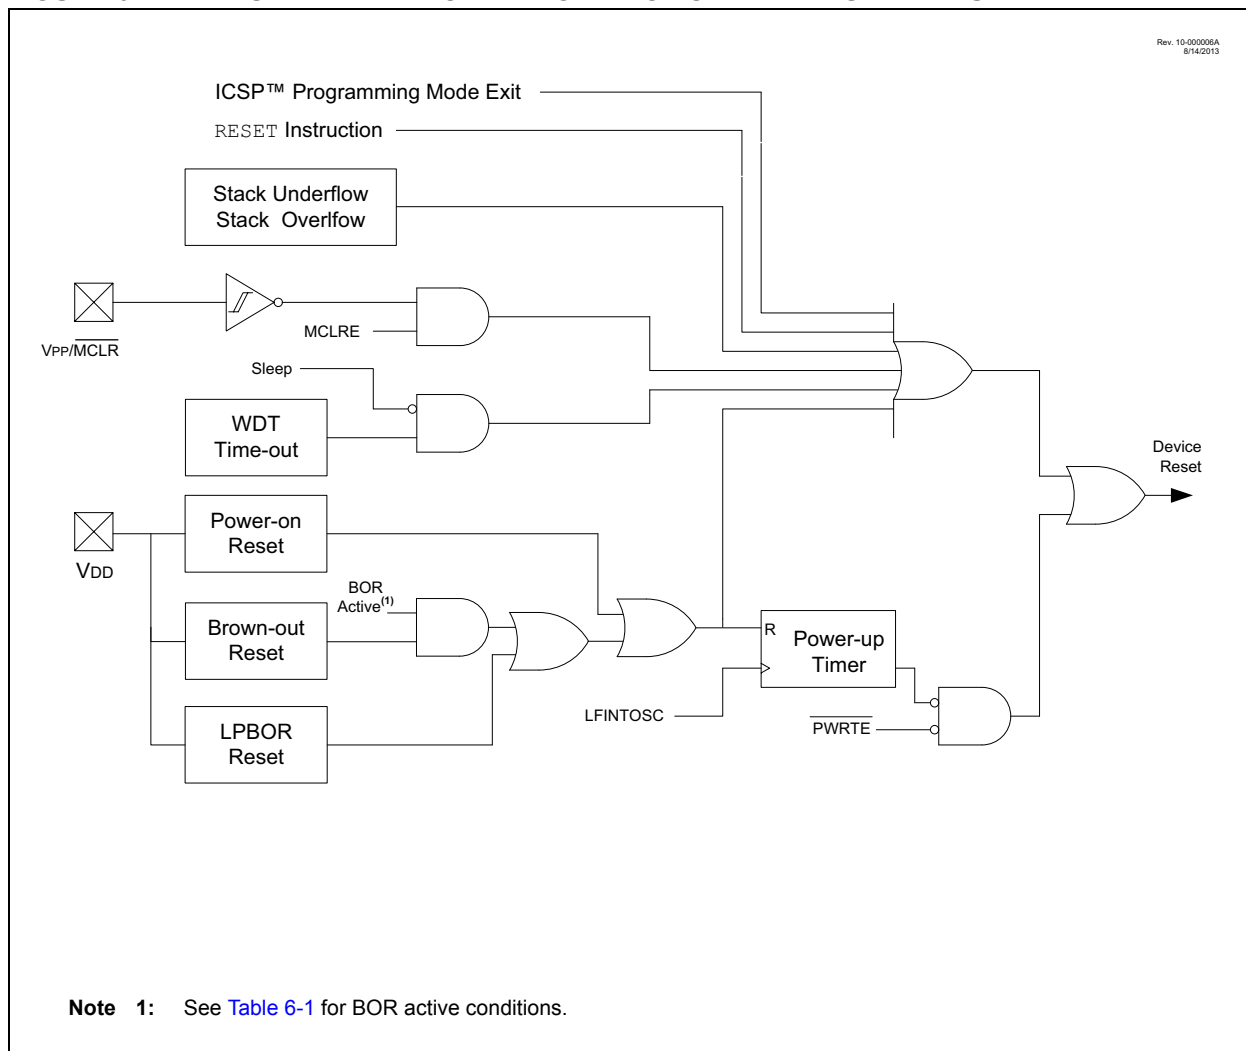 Rev. 10-000006A
8/14/2013
ICSP™ Programming Mode Exit
RESET Instruction
Stack Underflow
Stack Overlfow
VPP/MCLR
MCLRE
Sleep
WDT
Time-out
Device
Reset
VDD
Power-on
Reset
BOR
Active(1)
Brown-out
Reset
R
Power-up
Timer
LFINTOSC
PWRTE
LPBOR
Reset
Note 1: See Table 6-1 for BOR active conditions.